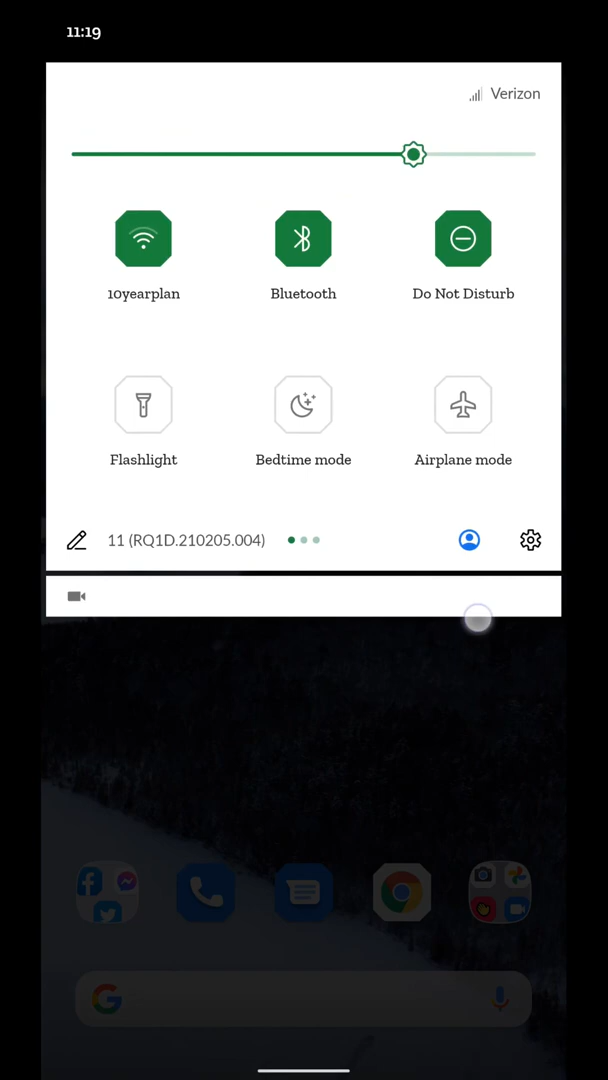 11:19
Verizon
10yearplan Bluetooth Do Not Disturb
Flashlight Bedtime mode Airplane mode
11 (RQ1D.210205.004)